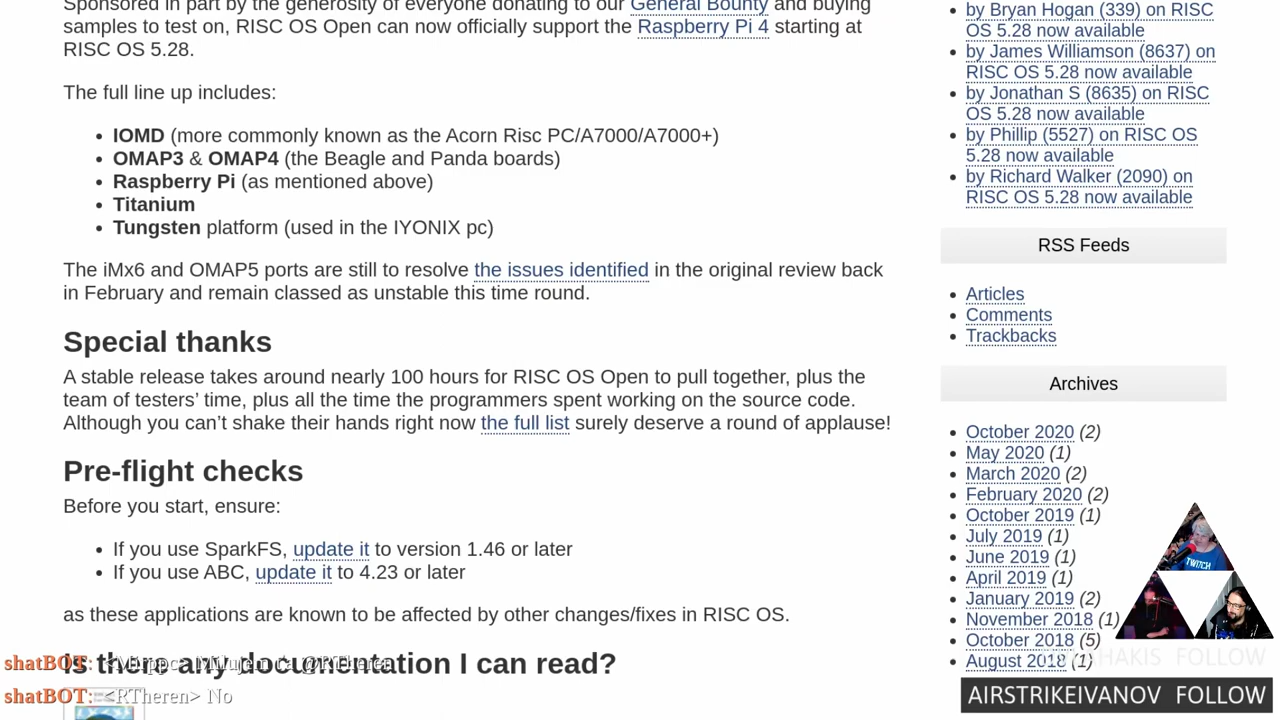 Sponsored in part by the generosity of everyone donating to our General Bounty and buying
samples to test on, RISC OS Open can now officially support the Raspberry Pi 4 starting at
RISC OS 5.28.
The full line up includes:
IOMD (more commonly known as the Acorn Risc PC/A7000/A7000+)
OMAP3 & OMAP4 (the Beagle and Panda boards)
Raspberry Pi (as mentioned above)
Titanium
Tungsten platform (used in the IYONIX pc)
The iMx6 and OMAP5 ports are still to resolve the issues identified in the original review back
in February and remain classed as unstable this time round.
Special thanks
A stable release takes around nearly 100 hours for RISC OS Open to pull together, plus the
team of testers’ time, plus all the time the programmers spent working on the source code.
Although you can’t shake their hands right now the full list surely deserve a round of applause!
Pre-flight checks
Before you start, ensure:
If you use SparkFS, update it to version 1.46 or later
If you use ABC, update it to 4.23 or later
as these applications are known to be affected by other changes/fixes in RISC OS.
Is there any documentation I can read?
shatBOT:
shatBOT: <RTheren> No
by Bryan Hogan (339) on RISC
OS 5.28 now available
by James Williamson (8637) on
RISC OS 5.28 now available
by Jonathan S (8635) on RISC
OS 5.28 now available
by Phillip (5527) on RISC OS
5.28 now available
by Richard Walker (2090) on
RISC OS 5.28 now available
RSS Feeds
Articles
Comments
Trackbacks
Archives
October 2020 (2)
May 2020 (1)
March 2020 (2)
February 2020 (2)
October 2019 (1)
July 2019 (1)
June 2019 (1)
April 2019 (1)
January 2019 (2)
November 2018 (1)
October 2018 (5)
August 2018 (1)
TWITCH
FOLLOW
AIRSTRIKEIVANOV FOLLOW